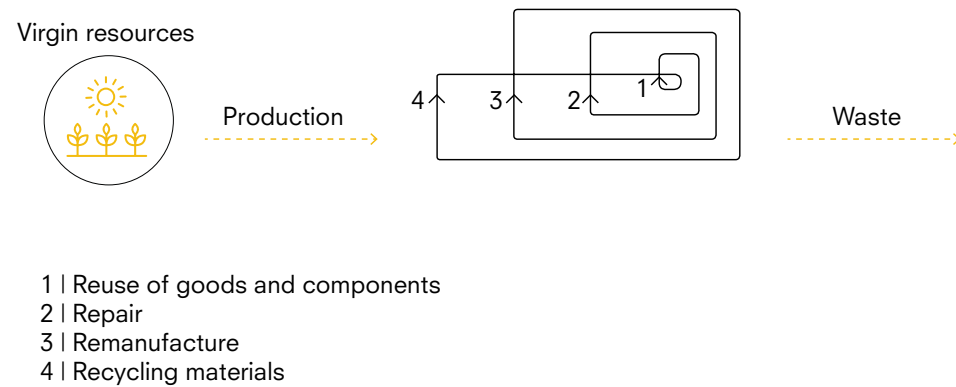 Virgin resources
Production
4
3
2
1
Waste
1 | Reuse of goods and components
2 | Repair
3 | Remanufacture
4 | Recycling materials